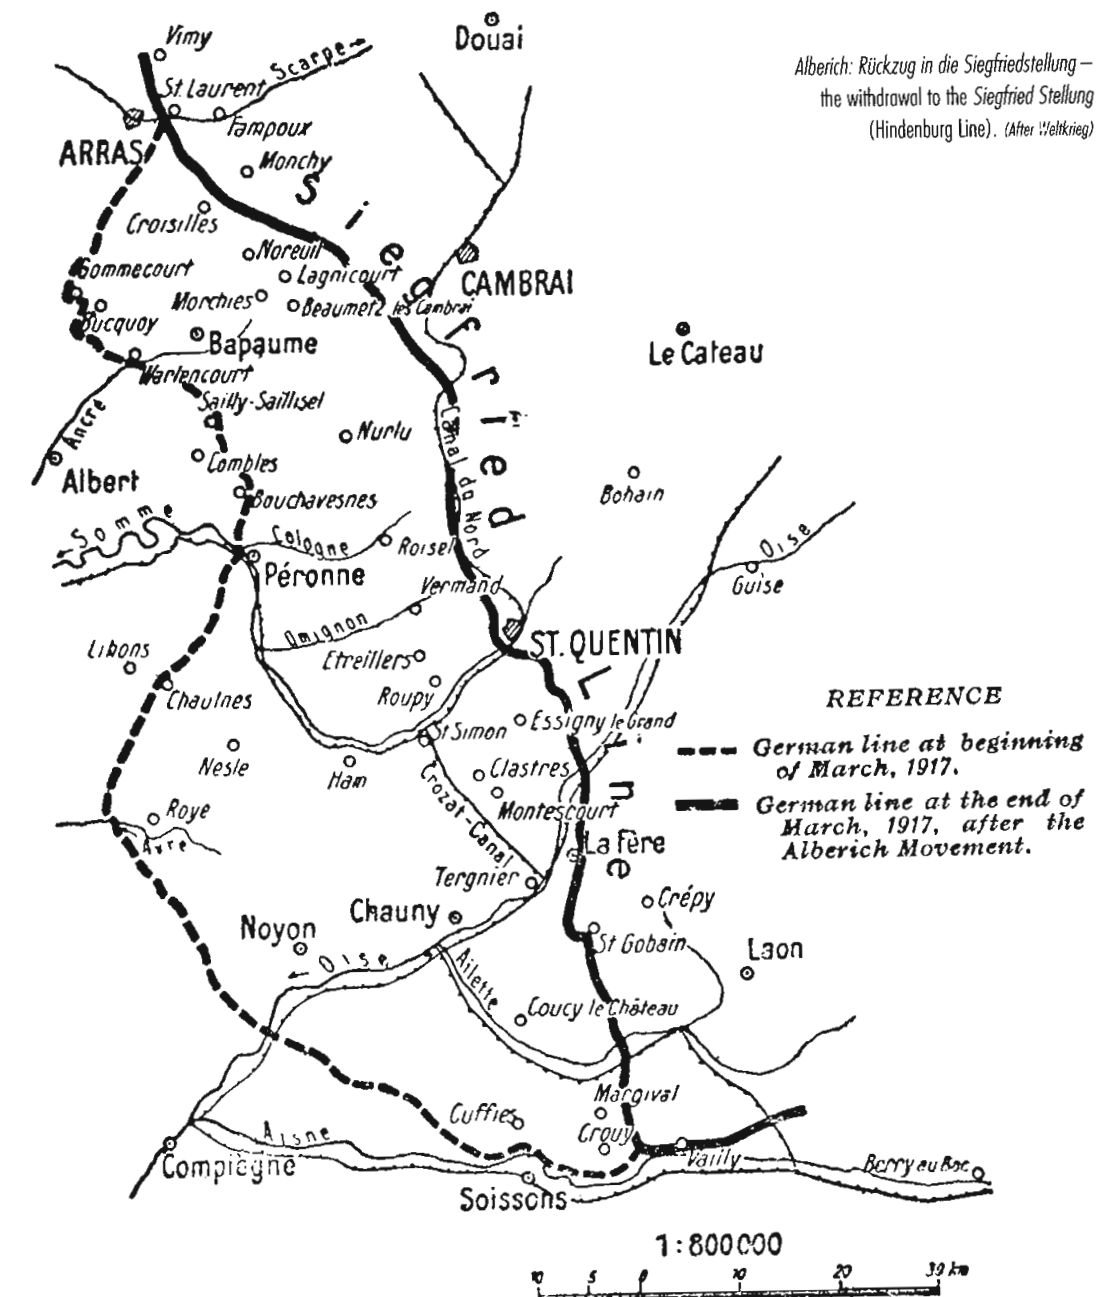 Vimy
Douai
Alberich: Rückzug in die Siegfriedstellung –
the withdrawal to the Siegfried Stellung
(Hindenburg Line). (After Weltkrieg)
St. Laurent
Scarpe
Fampoux
ARRAS
Monchy
Siegfried Line
Croisilles
Noreuil
Gommecourt
Lagnicourt
CAMBRAI
Morchies
Beaumetz les Cambrai
Bucquoy
Bapaume
Le Cateau
Warlencourt
Sailly-Saillisel
Ancre
Nurlu
Canal du Nord
Combles
Albert
Bohain
Bouchavesnes
Somme
Cologne
Roisel
Oise
Péronne
Guise
Vermand
Omignon
ST. QUENTIN
Lihons
Etreillers
Chaulnes
Roupy
REFERENCE
Essigny le Grand
St Simon
German line at beginning
of March, 1917.
Nesle
Ham
Clastres
Crozat-Canal
Montescourt
German line at the end of
March, 1917, after the
Alberich Movement.
Roye
Avre
La Fère
Tergnier
Crépy
Chauny
Noyon
St Gobain
Laon
Oise
Ailette
Coucy le Château
Margival
Cuffies
Crouy
Aisne
Compiègne
Vailly
Berry au Bac
Soissons
1:800000
10 5 0 10 20 30 km